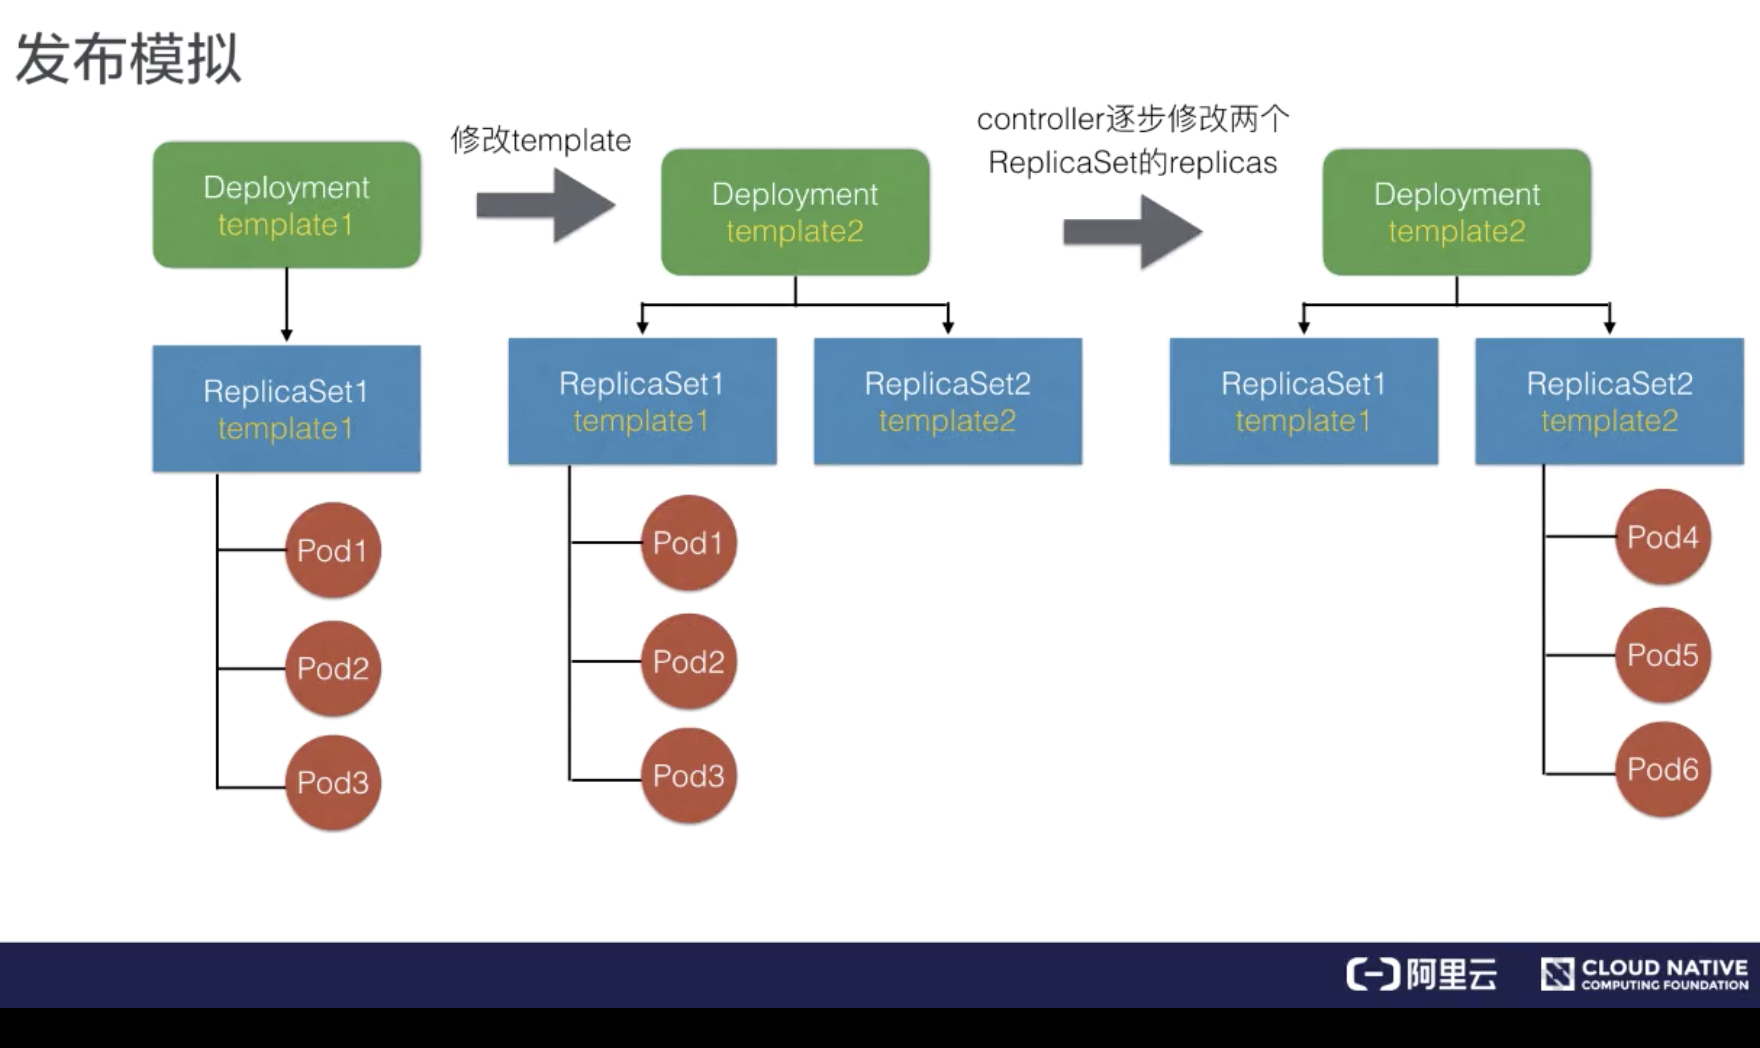 发布模拟
修改template
controller逐步修改两个
ReplicaSet的replicas
Deployment
template1
Deployment
template2
Deployment
template2
ReplicaSet1
template1
ReplicaSet1
template1
ReplicaSet2
template2
ReplicaSet1
template1
ReplicaSet2
template2
Pod1
Pod2
Pod3
Pod1
Pod2
Pod3
Pod4
Pod5
Pod6
阿里云
CLOUD NATIVE
COMPUTING FOUNDATION